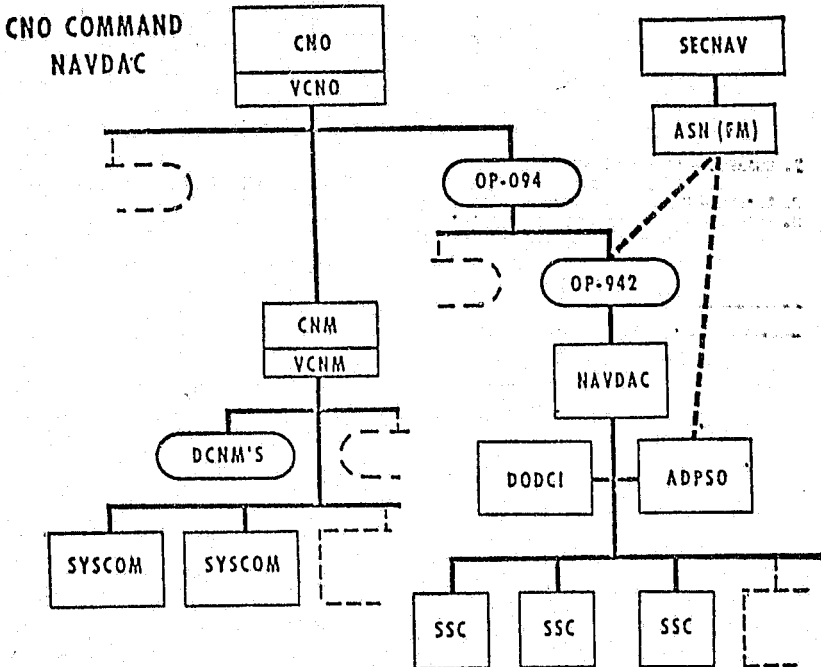 CNO COMMAND
NAVDAC
CNO
VCNO
SECNAV
ASN (FM)
OP-094
OP-942
CNM
VCNM
NAVDAC
DCNM'S
DODCI
ADPSO
SYSCOM
SYSCOM
SSC
SSC
SSC